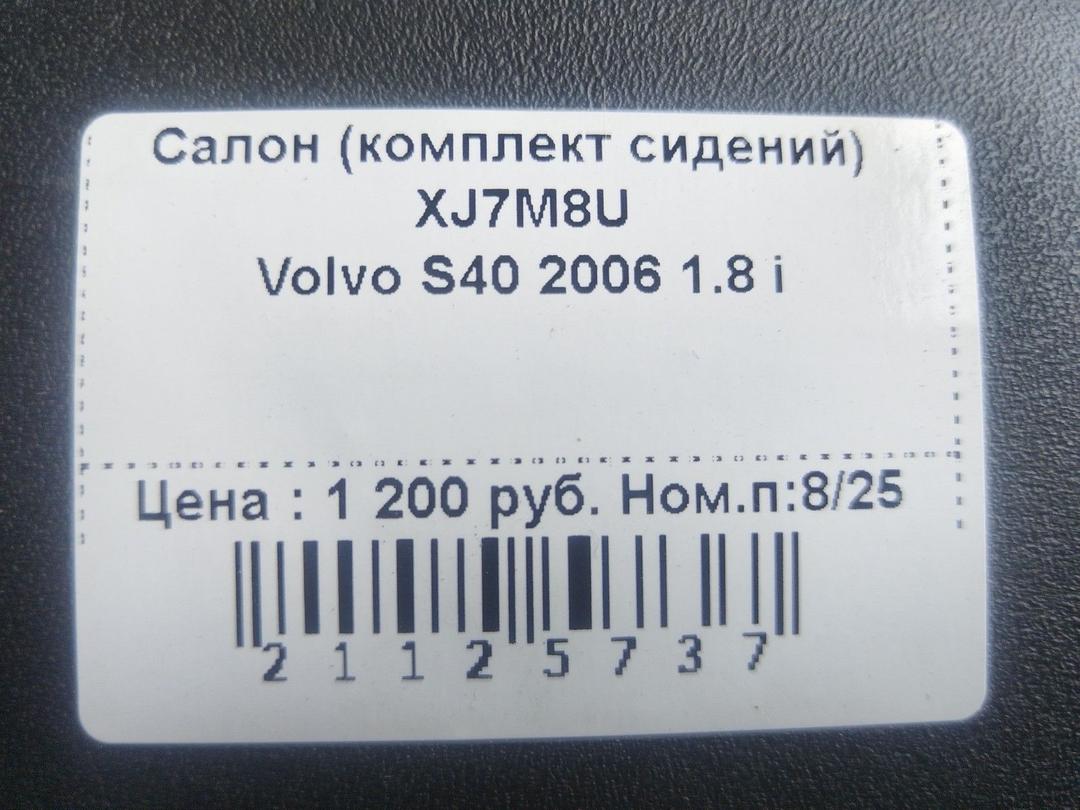 Салон (комплект сидений)
XJ7M8U
Volvo S40 2006 1.8 i
Цена : 1 200 руб. Ном.п:8/25
2 1 1 2 5 7 3 7